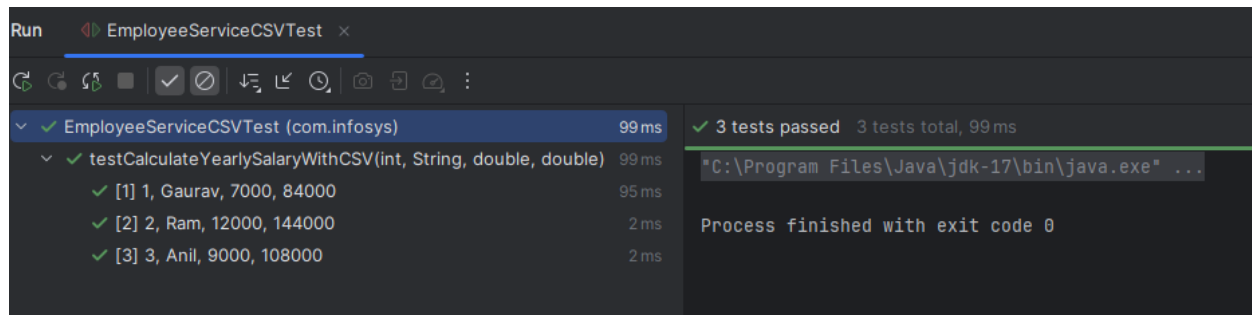 Run EmployeeServiceCSVTest ×
EmployeeServiceCSVTest (com.infosys) 99 ms
testCalculateYearlySalaryWithCSV(int, String, double, double) 99 ms
[1] 1, Gaurav, 7000, 84000 95 ms
[2] 2, Ram, 12000, 144000 2 ms
[3] 3, Anil, 9000, 108000 2 ms
3 tests passed 3 tests total, 99 ms
"C:\Program Files\Java\jdk-17\bin\java.exe" ...
Process finished with exit code 0